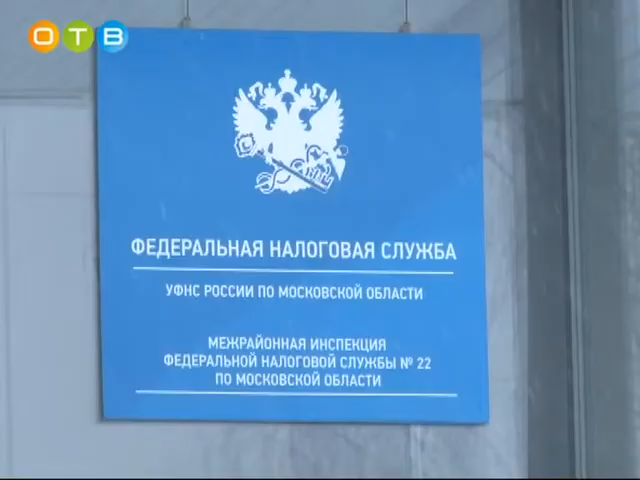 ОТВ
ФЕДЕРАЛЬНАЯ НАЛОГОВАЯ СЛУЖБА
УФНС РОССИИ ПО МОСКОВСКОЙ ОБЛАСТИ
МЕЖРАЙОННАЯ ИНСПЕКЦИЯ
ФЕДЕРАЛЬНОЙ НАЛОГОВОЙ СЛУЖБЫ № 22
ПО МОСКОВСКОЙ ОБЛАСТИ